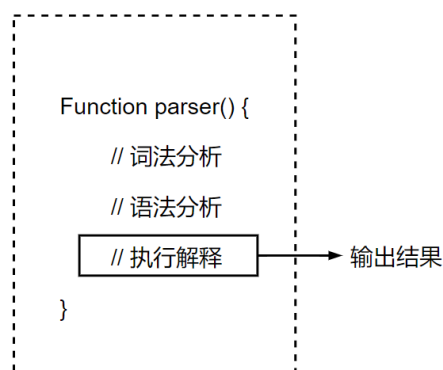 Function parser() {
// 词法分析
// 语法分析
// 执行解释
输出结果
}